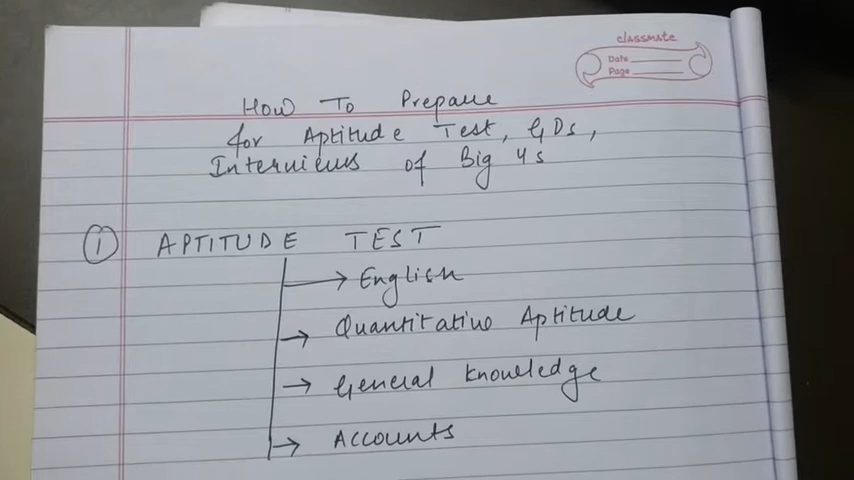 classmate
Date
Page
How To Prepare
for Aptitude Test, GDs,
Interviews of Big 4s
1 APTITUDE TEST
→ English
→ Quantitative Aptitude
→ General Knowledge
→ Accounts